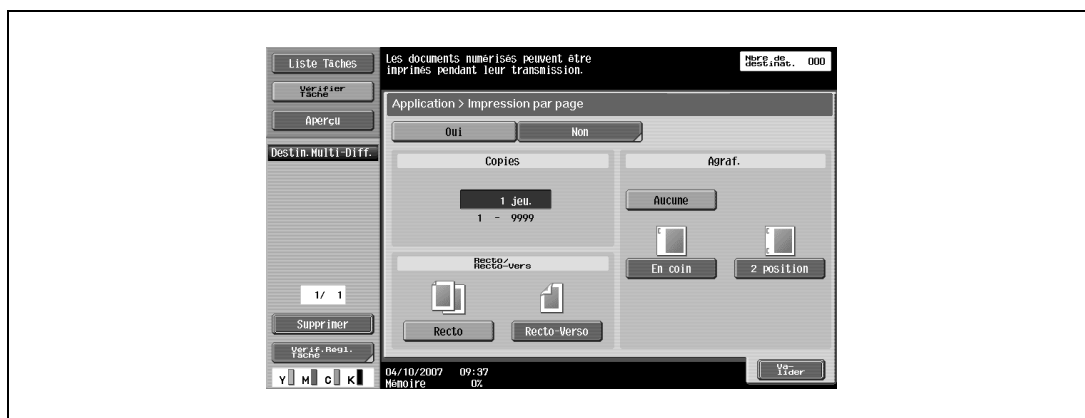 Liste Tâches
Vérifier
Tâche
Aperçu
Destin.Multi-Diff.
1/ 1
Supprimer
Vérif.Régl.
Tâche
Y M C K
Les documents numérisés peuvent être
imprimés pendant leur transmission.
Nbre de
destinat. 000
Application > Impression par page
Oui Non
Copies
1 jeu.
1 - 9999
Recto/
Recto-Vers
Recto Recto-Verso
Agraf.
Aucune
En coin 2 position
04/10/2007 09:37
Mémoire 0%
Va-
lider